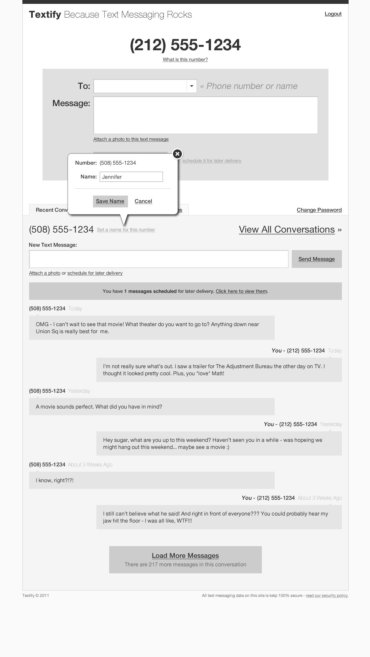 Textify Because Text Messaging Rocks
Logout
(212) 555-1234
What is this number?
To:
« Phone number or name
Message:
Attach a photo to this text message
schedule it for later delivery
Number: (508) 555-1234
Name: Jennifer
Save Name Cancel
Recent Conv
Change Password
(508) 555-1234 Set a name for this number
View All Conversations »
New Text Message:
Send Message
Attach a photo or schedule for later delivery
You have 1 messages scheduled for later delivery. Click here to view them.
(508) 555-1234 Today
OMG - I can't wait to see that movie! What theater do you want to go to? Anything down near
Union Sq is really best for me.
You - (212) 555-1234 Today
I'm not really sure what's out. I saw a trailer for The Adjustment Bureau the other day on TV. I
thought it looked pretty cool. Plus, you *love* Matt!
(508) 555-1234 Yesterday
A movie sounds perfect. What did you have in mind?
You - (212) 555-1234 Yesterday
Hey sugar, what are you up to this weekend? Haven't seen you in a while - was hoping we
might hang out this weekend... maybe see a movie :)
(508) 555-1234 About 3 Weeks Ago
I know, right?!?!
You - (212) 555-1234 About 3 Weeks Ago
I still can't believe what he said! And right in front of everyone??? You could probably hear my
jaw hit the floor - I was all like, WTF!!!
Load More Messages
There are 217 more messages in this conversation
Textify © 2011
All text messaging data on this site is kept 100% secure - read our security policy.